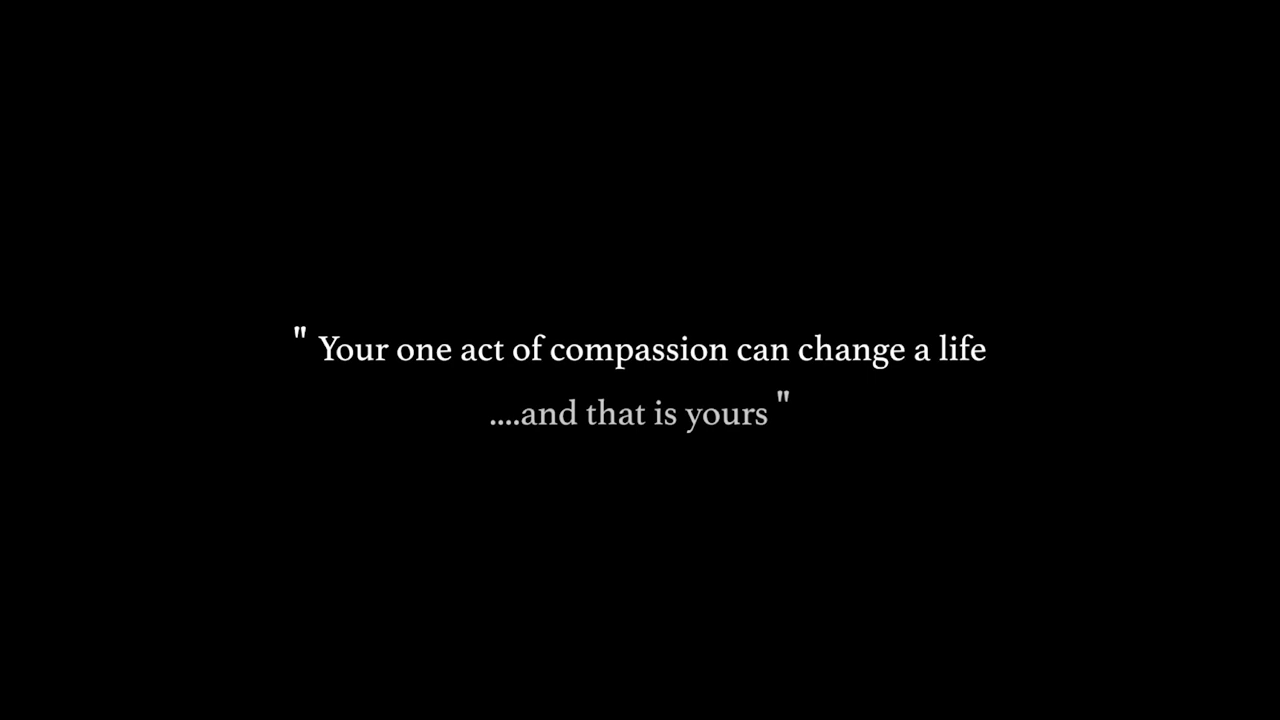 " Your one act of compassion can change a life
....and that is yours "